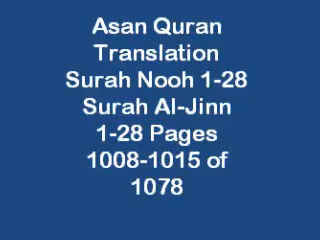 Asan Quran
Translation
Surah Nooh 1-28
Surah Al-Jinn
1-28 Pages
1008-1015 of
1078